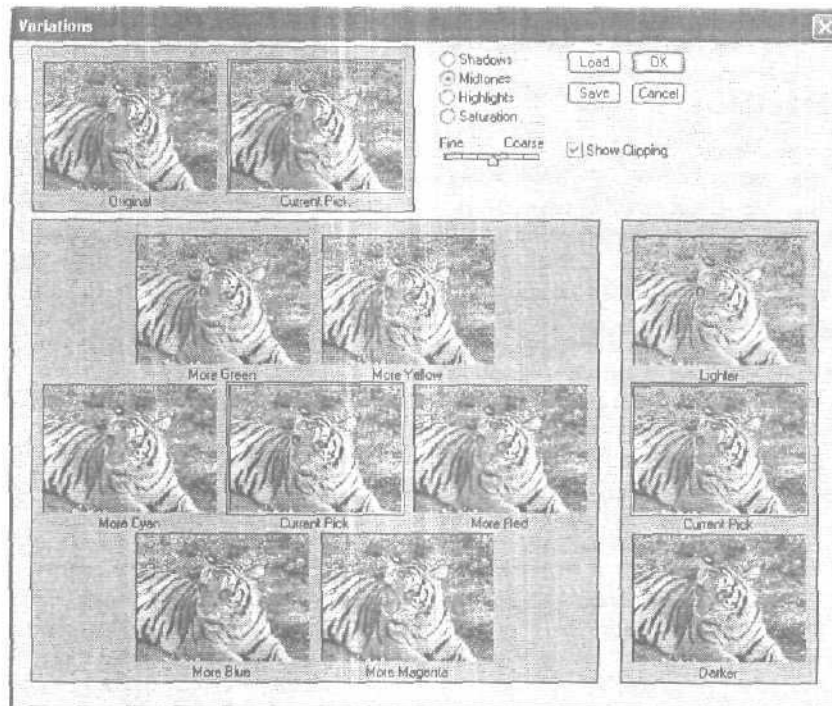 Variations
Shadows
Midtones
Highlights
Saturation
Load
OK
Save
Cancel
Fine
Coarse
Show Clipping
Original
Current Pick
More Green
More Yellow
Lighter
More Cyan
Current Pick
More Red
Current Pick
More Blue
More Magenta
Darker